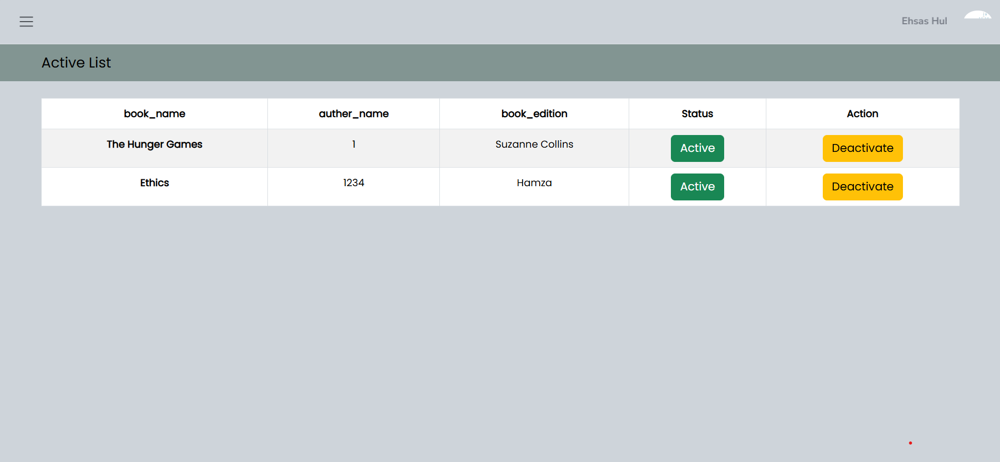 Ehsas Hul
Active List
book_name auther_name book_edition Status Action
The Hunger Games 1 Suzanne Collins Active Deactivate
Ethics 1234 Hamza Active Deactivate